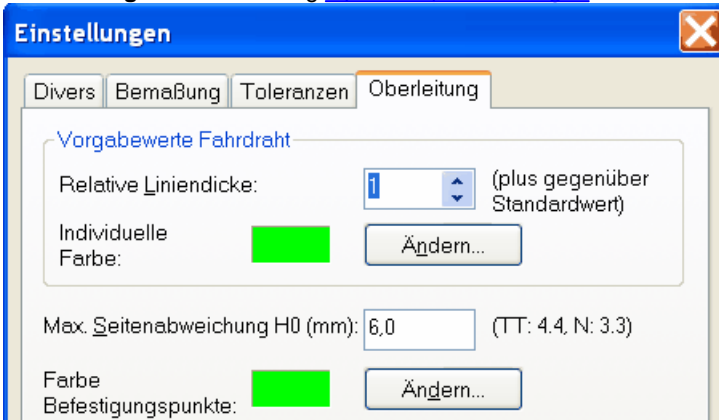 Einstellungen
Divers Bemaßung Toleranzen Oberleitung
Vorgabewerte Fahrdraht
Relative Liniendicke: 1 (plus gegenüber
Standardwert)
Individuelle
Farbe: Ändern...
Max. Seitenabweichung H0 (mm): 6,0 (TT: 4.4, N: 3.3)
Farbe
Befestigungspunkte: Ändern...